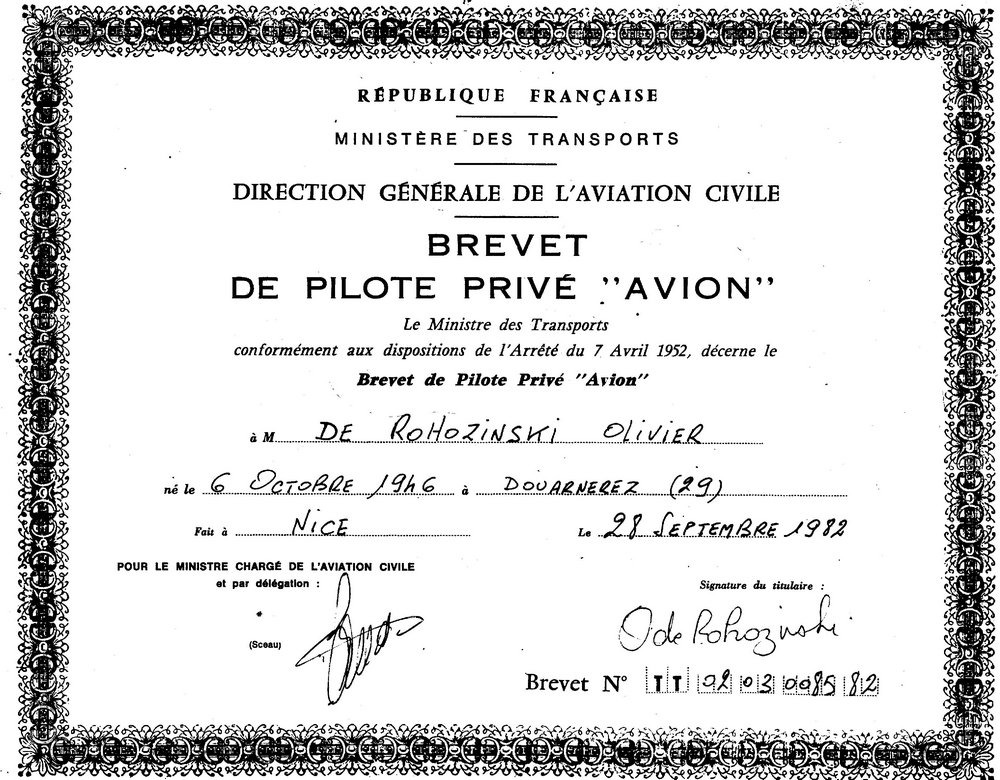 RÉPUBLIQUE FRANÇAISE
MINISTÈRE DES TRANSPORTS
DIRECTION GÉNÉRALE DE L'AVIATION CIVILE
BREVET
DE PILOTE PRIVÉ "AVION"
Le Ministre des Transports
conformément aux dispositions de l'Arrêté du 7 Avril 1952, décerne le
Brevet de Pilote Privé "Avion"
à M DE ROHOZINSKI OLIVIER
né le 6 OCTOBRE 1946 à DOUARNEREZ (29)
Fait à NICE Le 28 SEPTEMBRE 1982
POUR LE MINISTRE CHARGÉ DE L'AVIATION CIVILE
et par délégation :
Signature du titulaire :
(Sceau)
O de Rohozinski
Brevet N° TT 02 03 0085 82